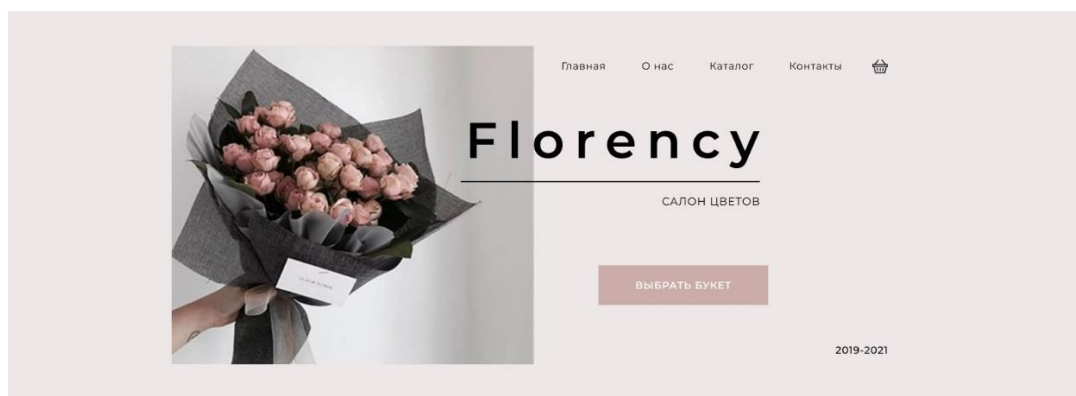 Главная О нас Каталог Контакты
Florency
САЛОН ЦВЕТОВ
ВЫБРАТЬ БУКЕТ
2019-2021